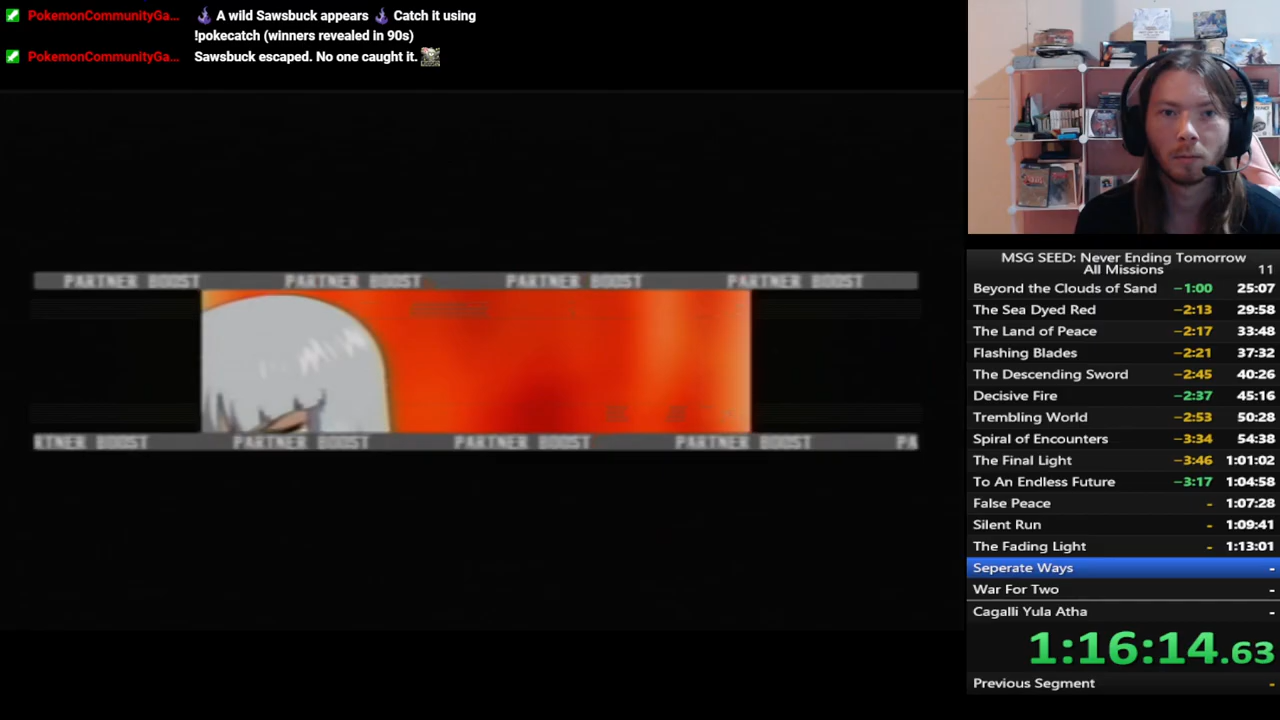 PokemonCommunityGa... A wild Sawsbuck appears Catch it using
!pokecatch (winners revealed in 90s)
PokemonCommunityGa... Sawsbuck escaped. No one caught it.
PARTNER BOOST PARTNER BOOST PARTNER BOOST PARTNER BOOST
RTNER BOOST PARTNER BOOST PARTNER BOOST PARTNER BOOST PA
MSG SEED: Never Ending Tomorrow
All Missions 11
Beyond the Clouds of Sand -1:00 25:07
The Sea Dyed Red -2:13 29:58
The Land of Peace -2:17 33:48
Flashing Blades -2:21 37:32
The Descending Sword -2:45 40:26
Decisive Fire -2:37 45:16
Trembling World -2:53 50:28
Spiral of Encounters -3:34 54:38
The Final Light -3:46 1:01:02
To An Endless Future -3:17 1:04:58
False Peace - 1:07:28
Silent Run - 1:09:41
The Fading Light - 1:13:01
Seperate Ways -
War For Two -
Cagalli Yula Atha -
1:16:14.63
Previous Segment -